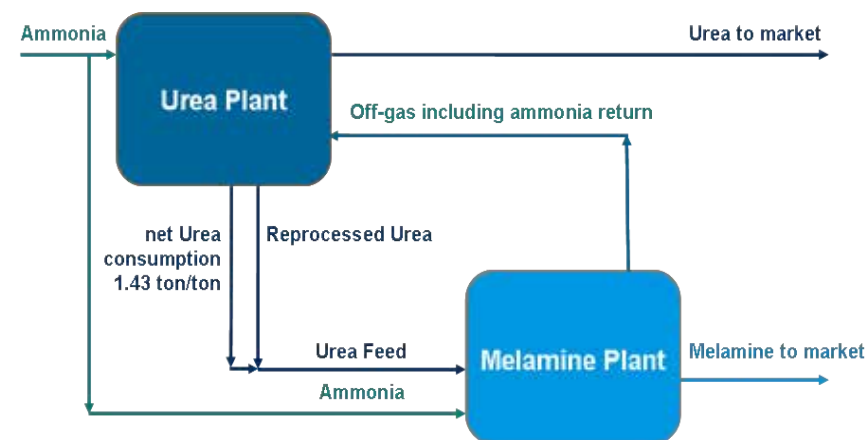 Ammonia
Urea to market
Urea Plant
Off-gas including ammonia return
net Urea
consumption
1.43 ton/ton
Reprocessed Urea
Urea Feed
Melamine Plant
Melamine to market
Ammonia